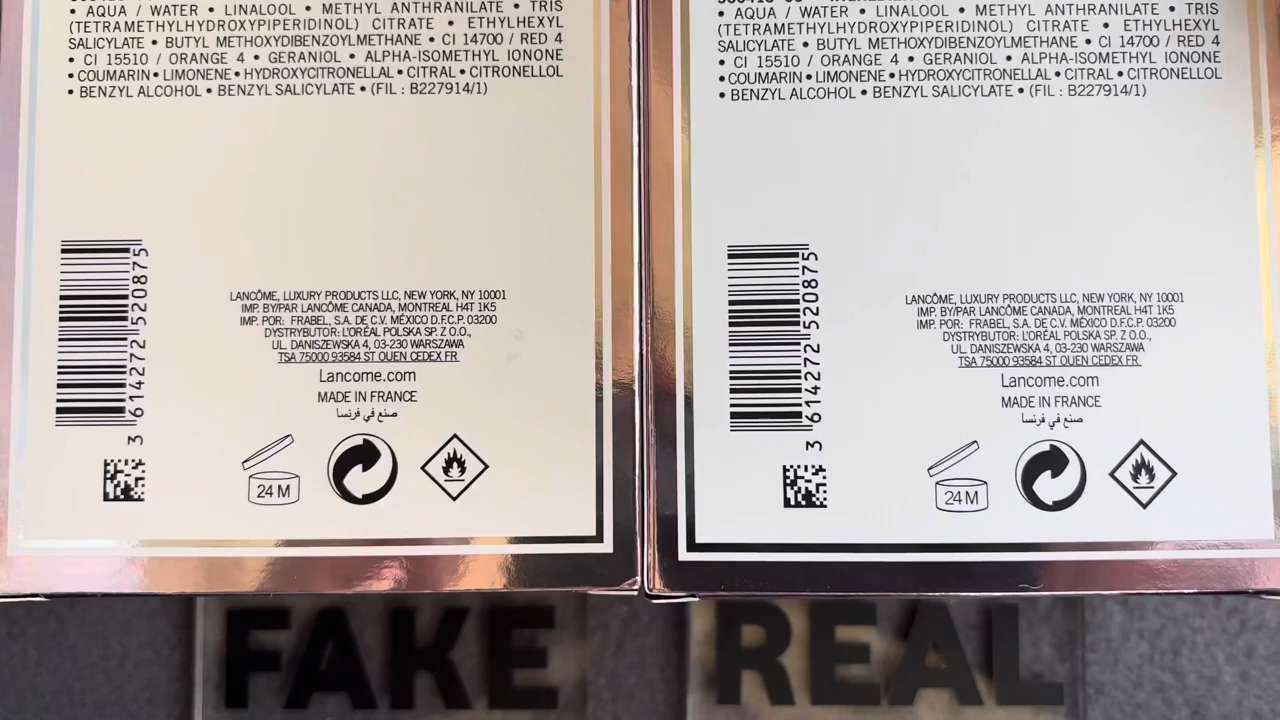 • AQUA / WATER • LINALOOL • METHYL ANTHRANILATE • TRIS
(TETRAMETHYLHYDROXYPIPERIDINOL) CITRATE • ETHYLHEXYL
SALICYLATE • BUTYL METHOXYDIBENZOYLMETHANE • CI 14700 / RED 4
• CI 15510 / ORANGE 4 • GERANIOL • ALPHA-ISOMETHYL IONONE
• COUMARIN • LIMONENE • HYDROXYCITRONELLAL • CITRAL • CITRONELLOL
• BENZYL ALCOHOL • BENZYL SALICYLATE • (FIL : B227914/1)
3 614272 520875
LANCÔME, LUXURY PRODUCTS LLC, NEW YORK, NY 10001
IMP. BY/PAR LANCÔME CANADA, MONTREAL H4T 1K5
IMP. POR: FRABEL, S.A. DE C.V. MÉXICO D.F.C.P. 03200
DYSTRYBUTOR: L'ORÉAL POLSKA SP. Z O.O.,
UL. DANISZEWSKA 4, 03-230 WARSZAWA
TSA 75000 93584 ST OUEN CEDEX FR
Lancome.com
MADE IN FRANCE
صنع في فرنسا
24 M
• AQUA / WATER • LINALOOL • METHYL ANTHRANILATE • TRIS
(TETRAMETHYLHYDROXYPIPERIDINOL) CITRATE • ETHYLHEXYL
SALICYLATE • BUTYL METHOXYDIBENZOYLMETHANE • CI 14700 / RED 4
• CI 15510 / ORANGE 4 • GERANIOL • ALPHA-ISOMETHYL IONONE
• COUMARIN • LIMONENE • HYDROXYCITRONELLAL • CITRAL • CITRONELLOL
• BENZYL ALCOHOL • BENZYL SALICYLATE • (FIL : B227914/1)
3 614272 520875
LANCÔME, LUXURY PRODUCTS LLC, NEW YORK, NY 10001
IMP. BY/PAR LANCÔME CANADA, MONTREAL H4T 1K5
IMP. POR: FRABEL, S.A. DE C.V. MÉXICO D.F.C.P. 03200
DYSTRYBUTOR: L'ORÉAL POLSKA SP. Z O.O.,
UL. DANISZEWSKA 4, 03-230 WARSZAWA
TSA 75000 93584 ST OUEN CEDEX FR
Lancome.com
MADE IN FRANCE
صنع في فرنسا
24 M
FAKE
REAL